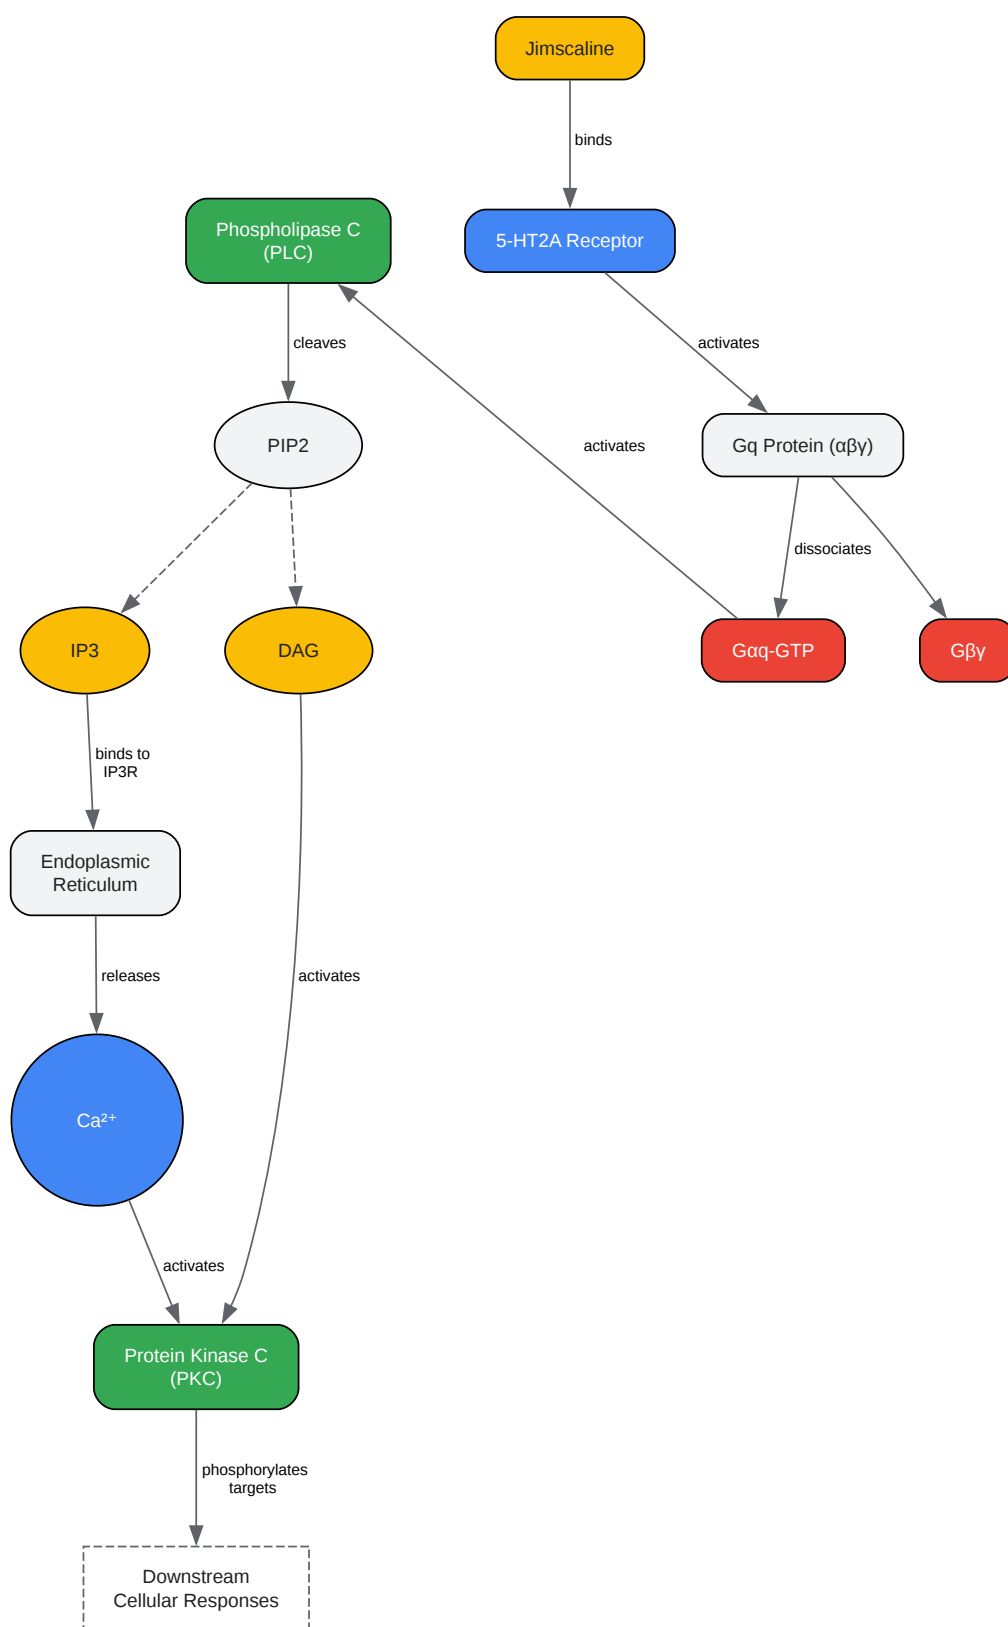 Jimscaline
binds
Phospholipase C
(PLC)
5-HT2A Receptor
cleaves
activates
PIP2
activates
Gq Protein (αβγ)
dissociates
IP3
DAG
Gαq-GTP
Gβγ
binds to
IP3R
Endoplasmic
Reticulum
releases
activates
Ca²⁺
activates
Protein Kinase C
(PKC)
phosphorylates
targets
Downstream
Cellular Responses